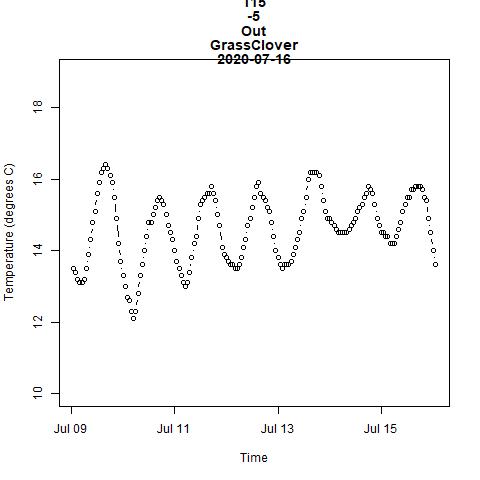 T15
-5
Out
GrassClover
2020-07-16
Temperature (degrees C)
18
16
14
12
10
Jul 09 Jul 11 Jul 13 Jul 15
Time